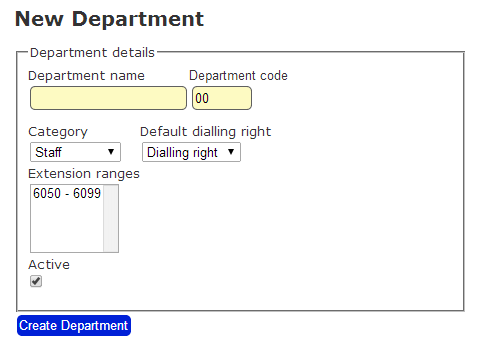 New Department
Department details
Department name Department code
00
Category Default dialling right
Staff Dialling right
Extension ranges
6050 - 6099
Active
Create Department